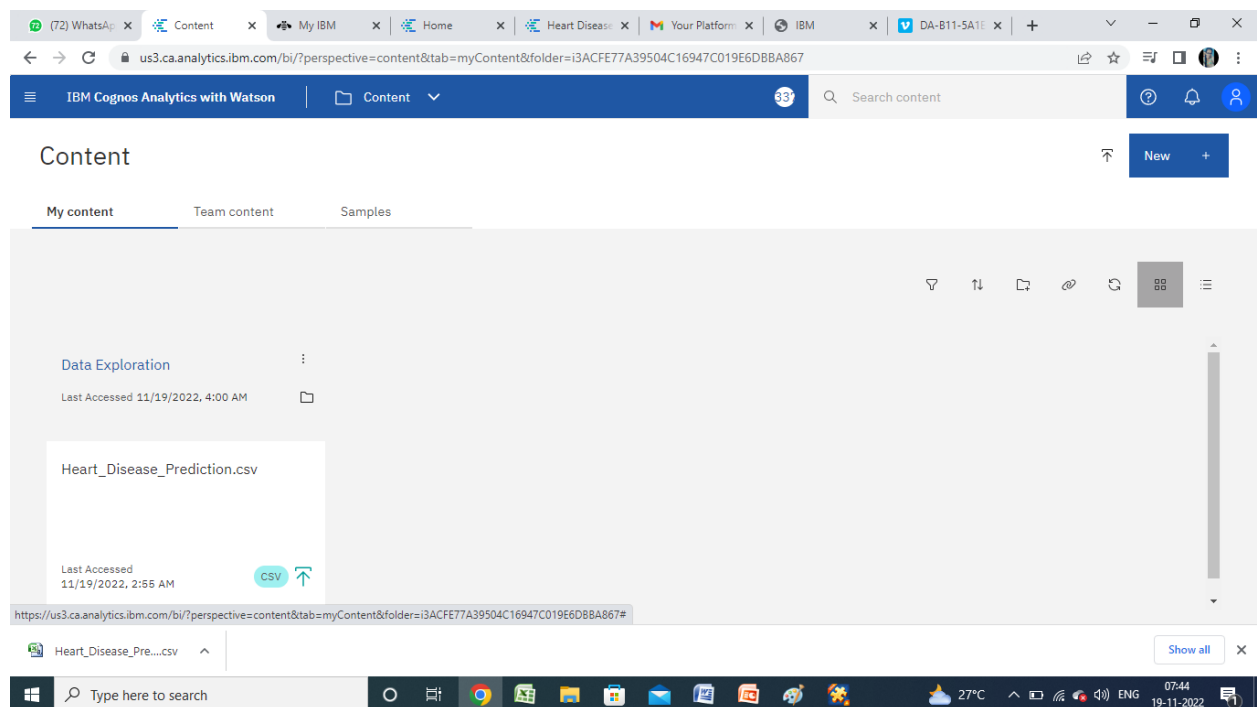 (72) WhatsAp
Content
My IBM
Home
Heart Disease
Your Platform
IBM
DA-B11-5A1E
us3.ca.analytics.ibm.com/bi/?perspective=content&tab=myContent&folder=i3ACFE77A39504C16947C019E6DBBA867
IBM Cognos Analytics with Watson
Content
337
Search content
Content
New +
My content
Team content
Samples
Data Exploration
Last Accessed 11/19/2022, 4:00 AM
Heart_Disease_Prediction.csv
Last Accessed
11/19/2022, 2:55 AM
CSV
https://us3.ca.analytics.ibm.com/bi/?perspective=content&tab=myContent&folder=i3ACFE77A39504C16947C019E6DBBA867#
Heart_Disease_Pre....csv
Show all
Type here to search
27°C
ENG
07:44
19-11-2022